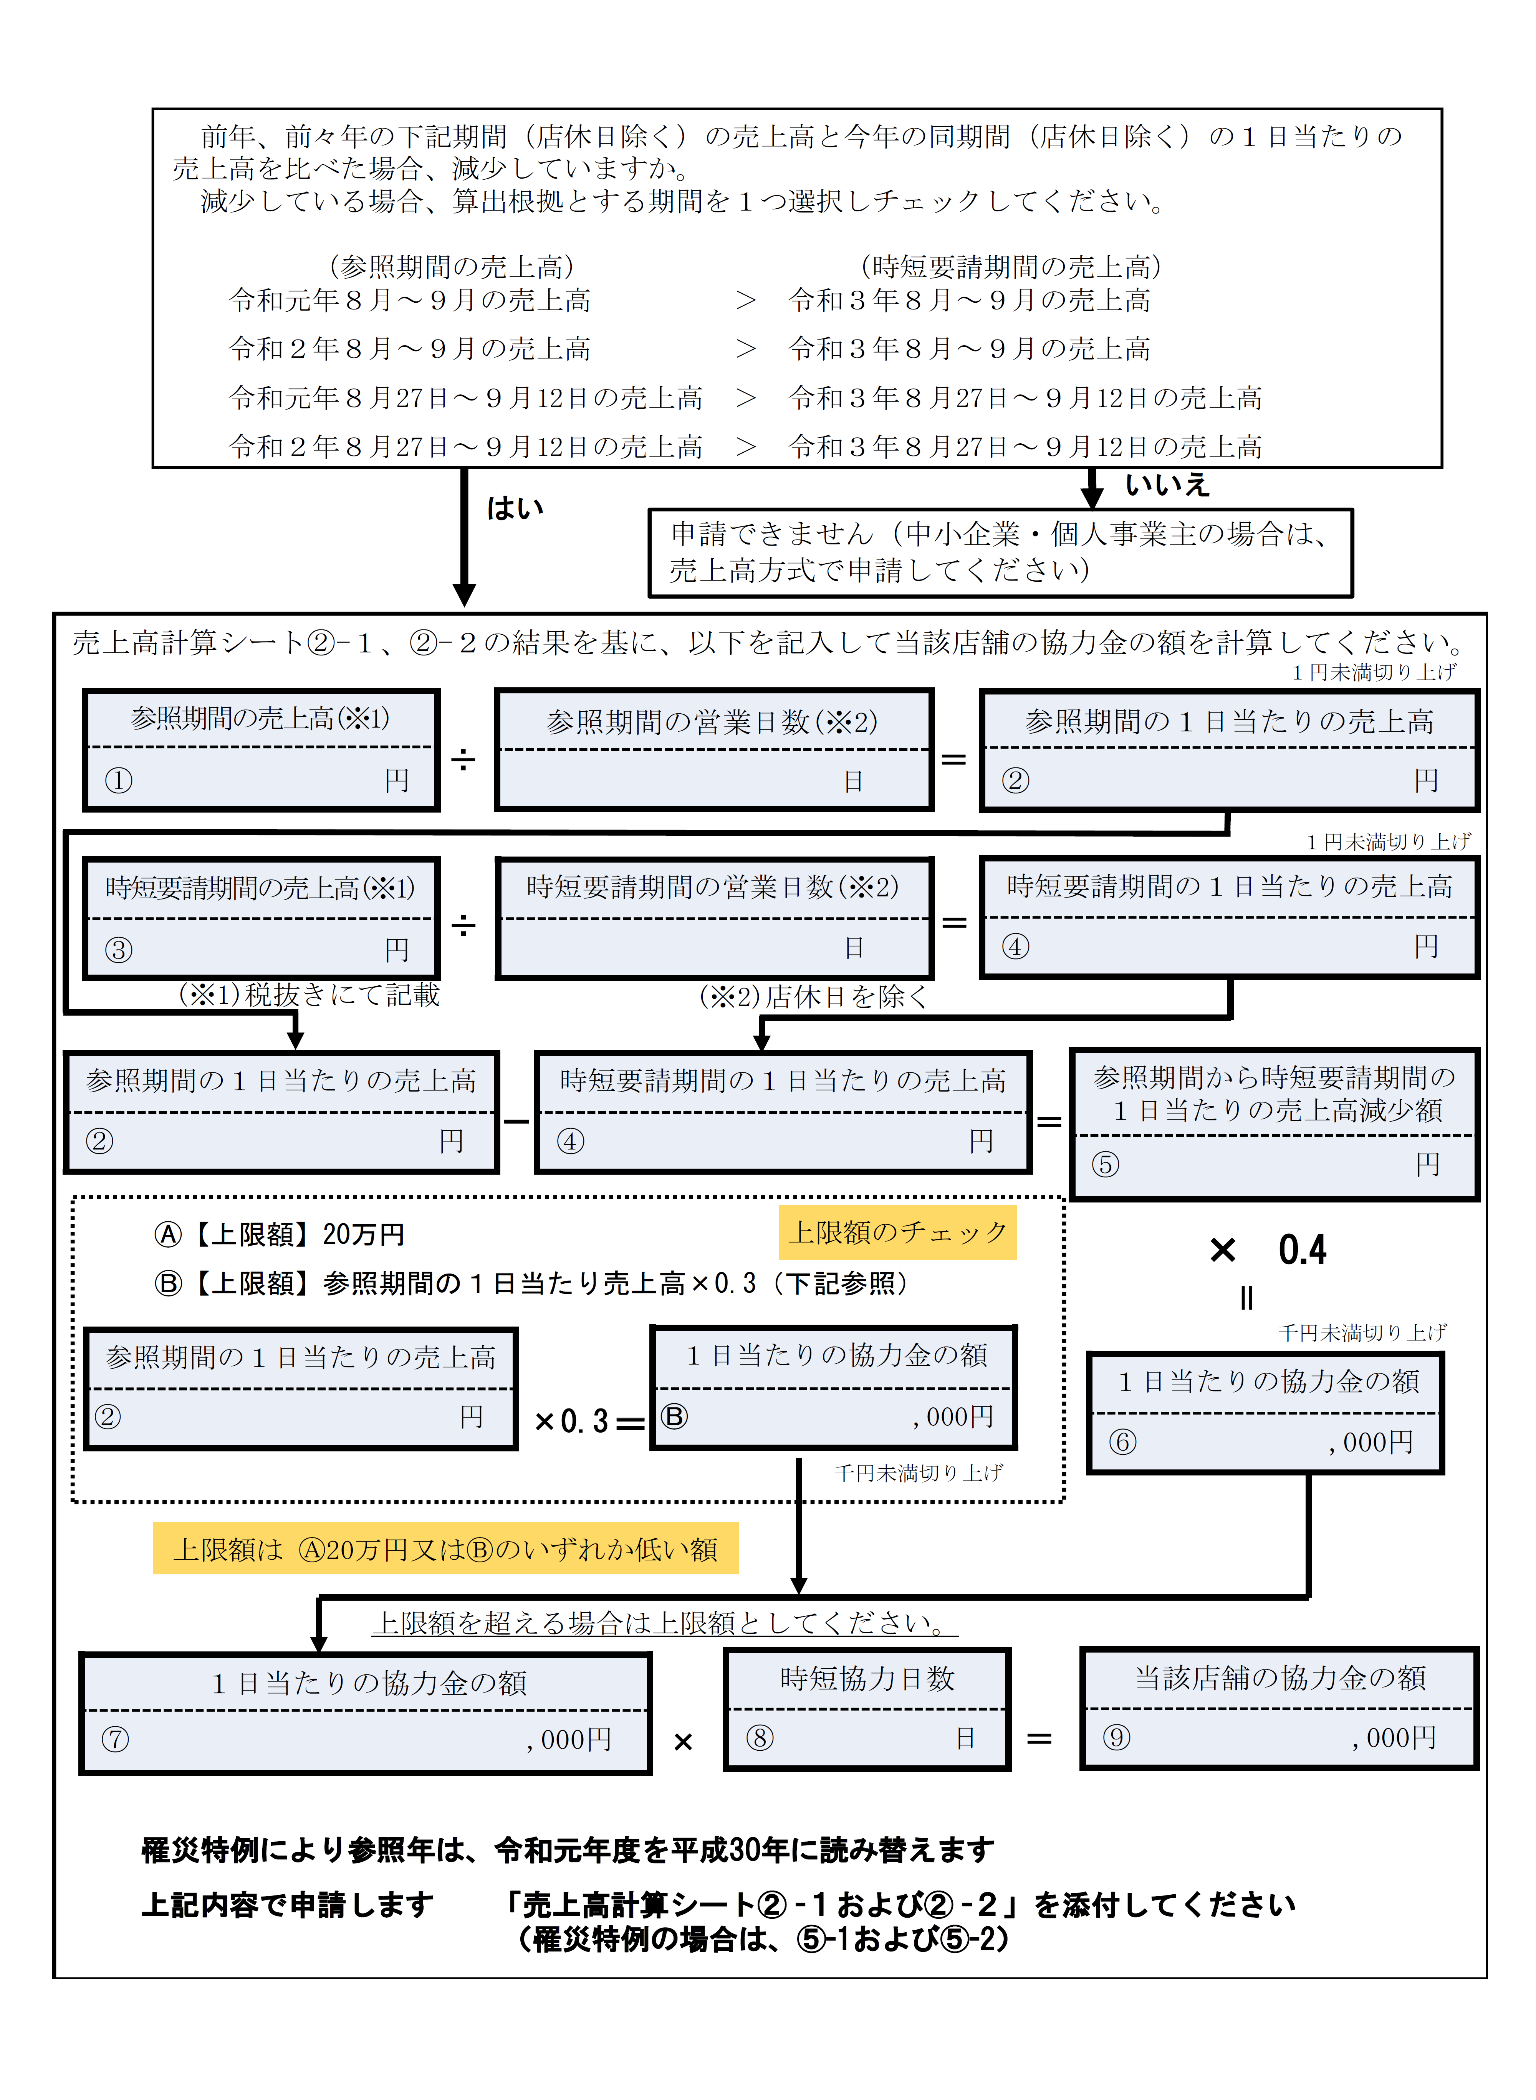 前年、前々年の下記期間（店休日除く）の売上高と今年の同期間（店休日除く）の１日当たりの
売上高を比べた場合、減少していますか。
減少している場合、算出根拠とする期間を１つ選択しチェックしてください。
（参照期間の売上高） （時短要請期間の売上高）
令和元年８月～９月の売上高 ＞ 令和３年８月～９月の売上高
令和２年８月～９月の売上高 ＞ 令和３年８月～９月の売上高
令和元年８月27日～９月12日の売上高 ＞ 令和３年８月27日～９月12日の売上高
令和２年８月27日～９月12日の売上高 ＞ 令和３年８月27日～９月12日の売上高
はい
いいえ
申請できません（中小企業・個人事業主の場合は、
売上高方式で申請してください）
売上高計算シート②-１、②-２の結果を基に、以下を記入して当該店舗の協力金の額を計算してください。
１円未満切り上げ
参照期間の売上高(※1) 参照期間の営業日数(※2) 参照期間の１日当たりの売上高
① 円 ÷ 日 ＝ ② 円
１円未満切り上げ
時短要請期間の売上高(※1) 時短要請期間の営業日数(※2) 時短要請期間の１日当たりの売上高
③ 円 ÷ 日 ＝ ④ 円
(※1)税抜きにて記載 (※2)店休日を除く
参照期間の１日当たりの売上高 時短要請期間の１日当たりの売上高 参照期間から時短要請期間の
１日当たりの売上高減少額
② 円 － ④ 円 ＝ ⑤ 円
Ⓐ【上限額】20万円 上限額のチェック
Ⓑ【上限額】参照期間の１日当たり売上高×0.3（下記参照）
× 0.4
＝
千円未満切り上げ
参照期間の１日当たりの売上高 １日当たりの協力金の額
② 円 ×0.3＝ Ⓑ ,000円
千円未満切り上げ
１日当たりの協力金の額
⑥ ,000円
上限額は Ⓐ20万円又はⒷのいずれか低い額
上限額を超える場合は上限額としてください。
１日当たりの協力金の額 時短協力日数 当該店舗の協力金の額
⑦ ,000円 × ⑧ 日 ＝ ⑨ ,000円
罹災特例により参照年は、令和元年度を平成30年に読み替えます
上記内容で申請します 「売上高計算シート②-１および②-２」を添付してください
（罹災特例の場合は、⑤-1および⑤-2）